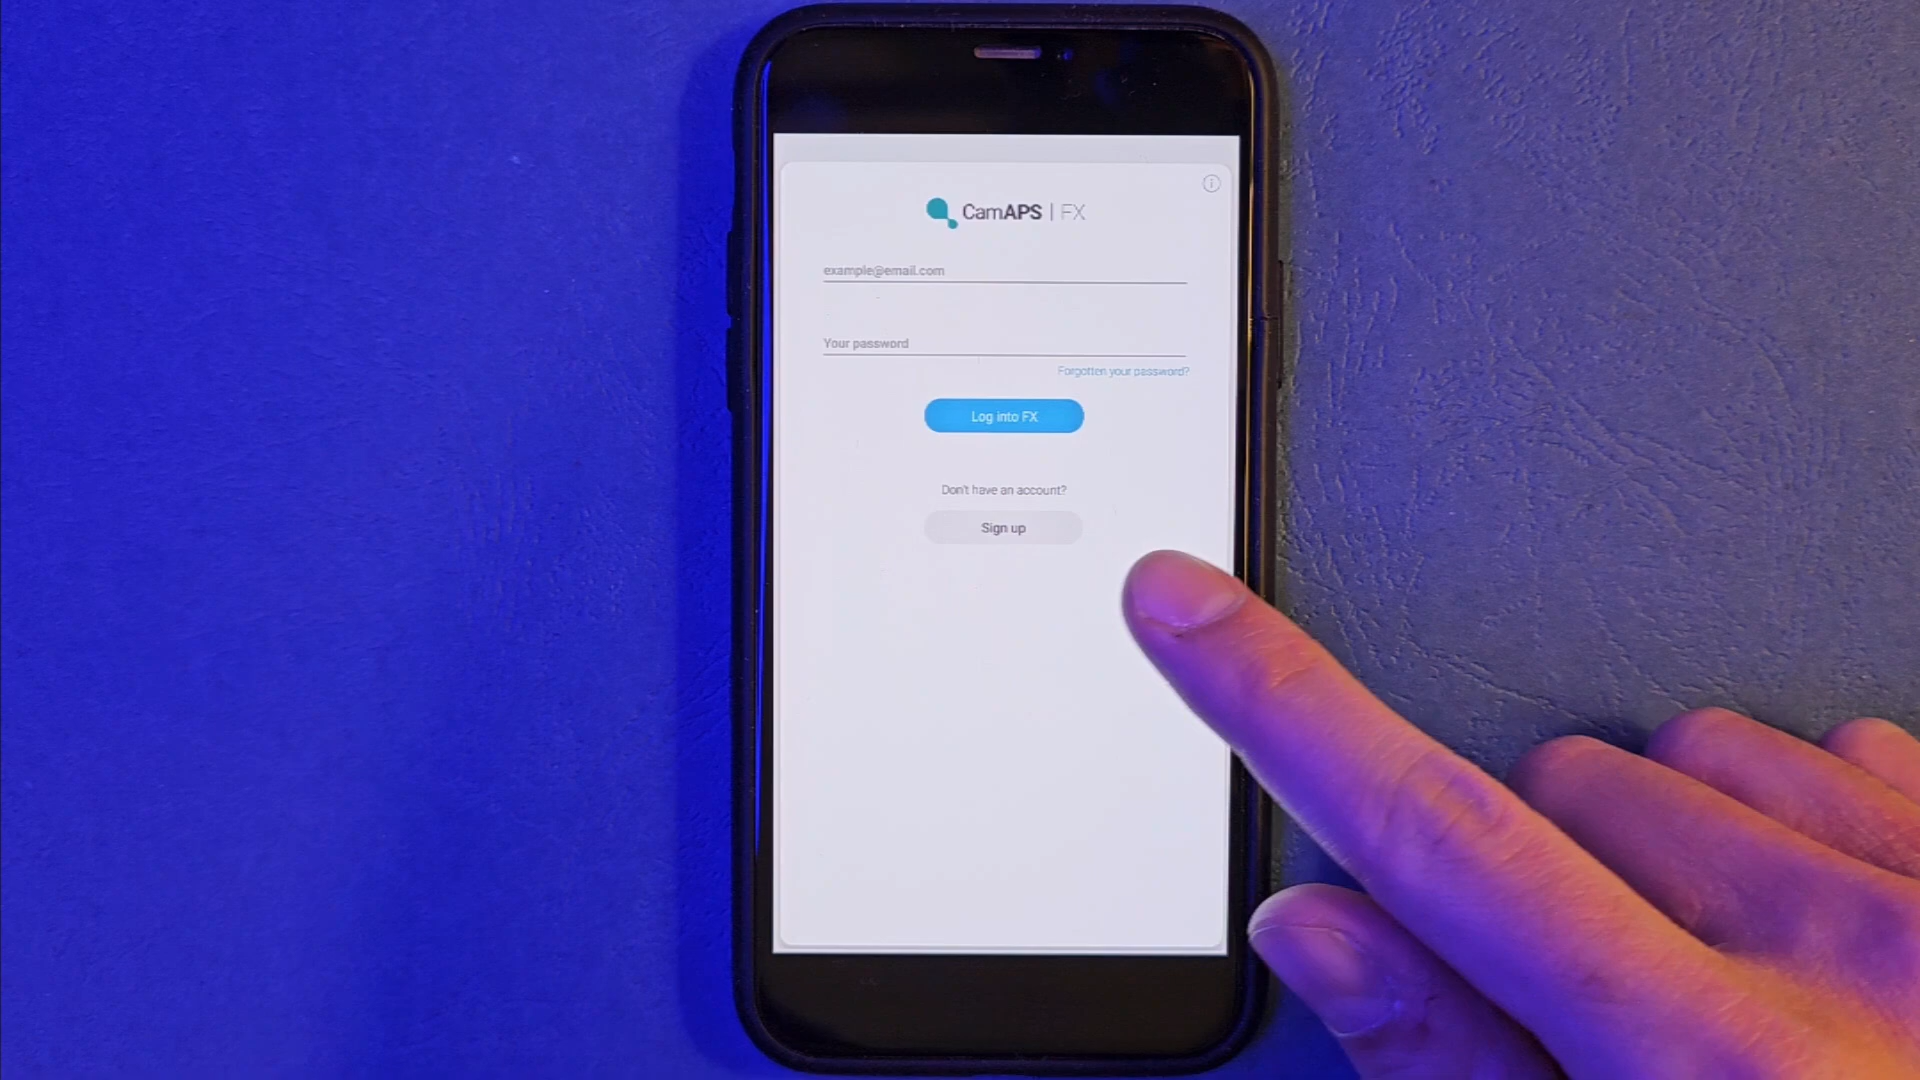 CamAPS | FX
example@email.com
Your password
Forgotten your password?
Log into FX
Don't have an account?
Sign up